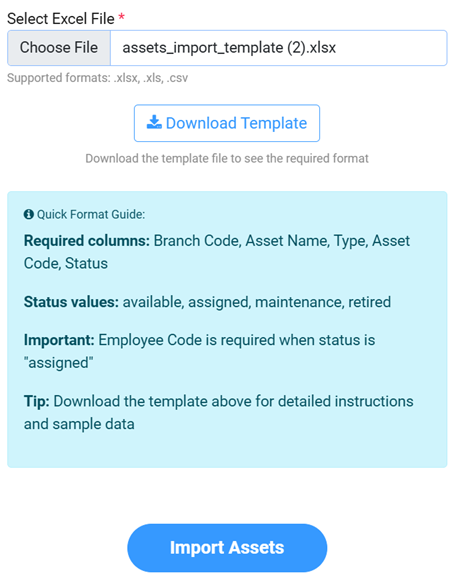 Select Excel File *
Choose File assets_import_template (2).xlsx
Supported formats: .xlsx, .xls, .csv
Download Template
Download the template file to see the required format
Quick Format Guide:
Required columns: Branch Code, Asset Name, Type, Asset
Code, Status
Status values: available, assigned, maintenance, retired
Important: Employee Code is required when status is
"assigned"
Tip: Download the template above for detailed instructions
and sample data
Import Assets